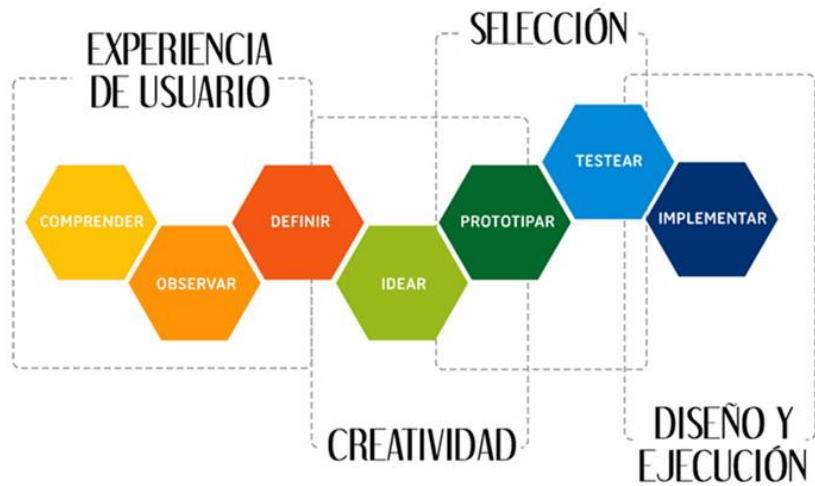 EXPERIENCIA
DE USUARIO
SELECCIÓN
COMPRENDER
OBSERVAR
DEFINIR
IDEAR
PROTOTIPAR
TESTEAR
IMPLEMENTAR
CREATIVIDAD
DISEÑO Y
EJECUCIÓN